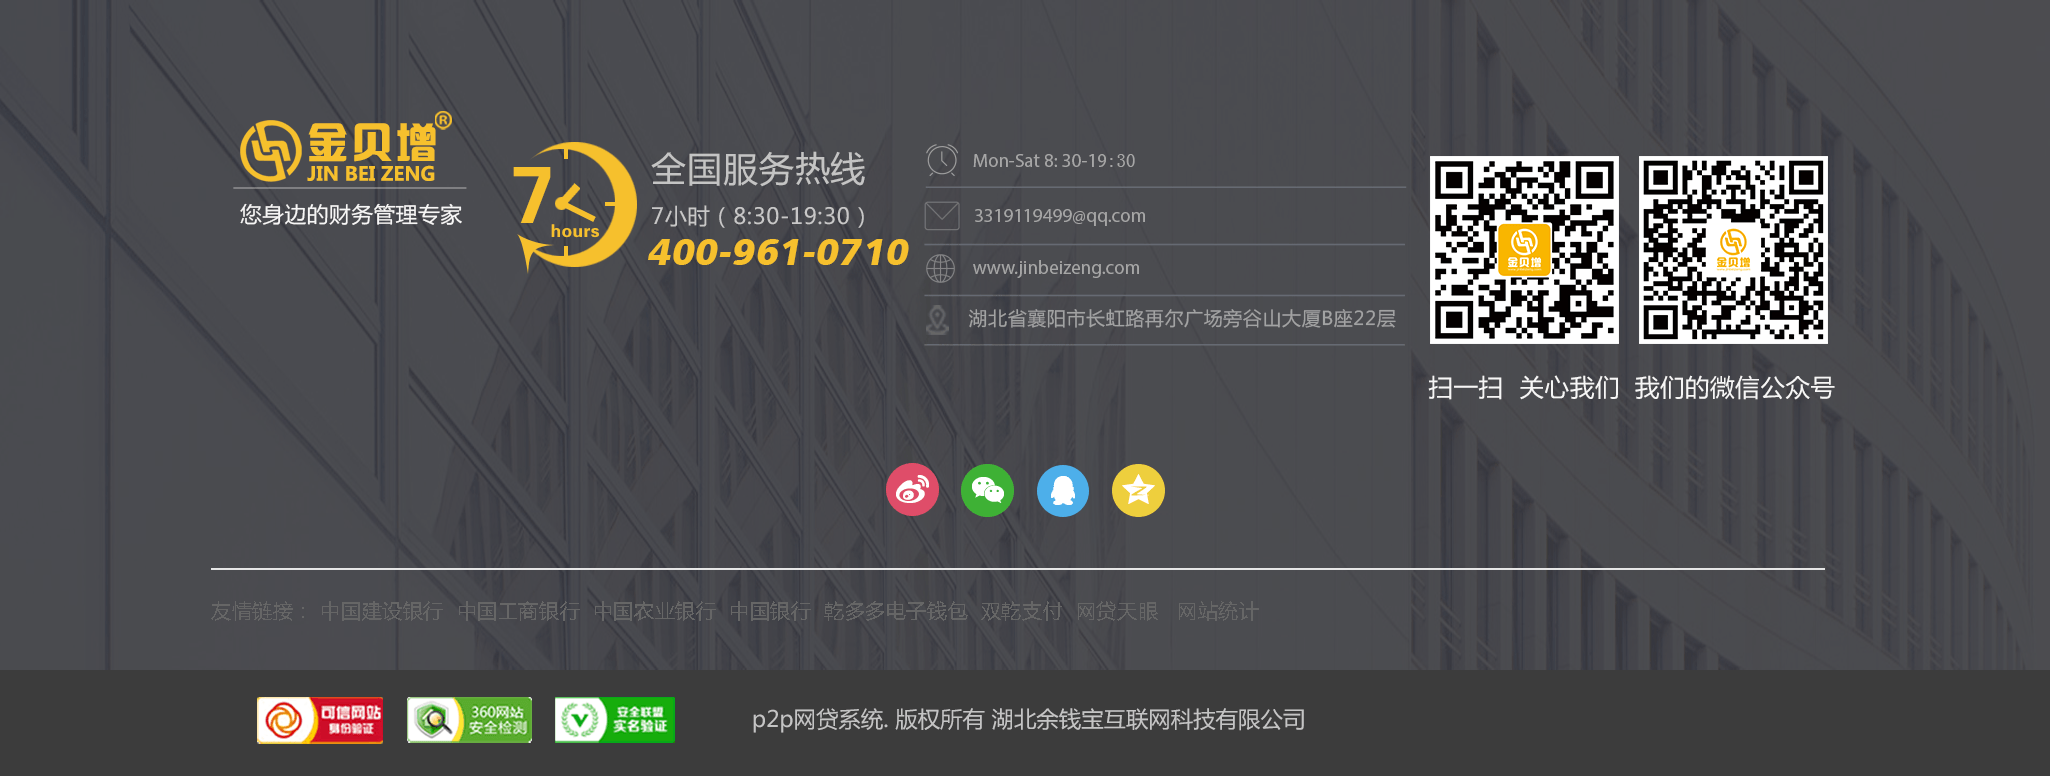 金贝增®
JIN BEI ZENG
您身边的财务管理专家
7
hours
全国服务热线
7小时（8:30-19:30）
400-961-0710
Mon-Sat 8: 30-19 : 30
3319119499@qq.com
www.jinbeizeng.com
湖北省襄阳市长虹路再尔广场旁谷山大厦B座22层
金贝增
金贝增
扫一扫 关心我们 我们的微信公众号
友情链接： 中国建设银行 中国工商银行 中国农业银行 中国银行 乾多多电子钱包 双乾支付 网贷天眼 网站统计
可信网站
身份验证
360网站
安全检测
安全联盟
实名验证
p2p网贷系统. 版权所有 湖北余钱宝互联网科技有限公司